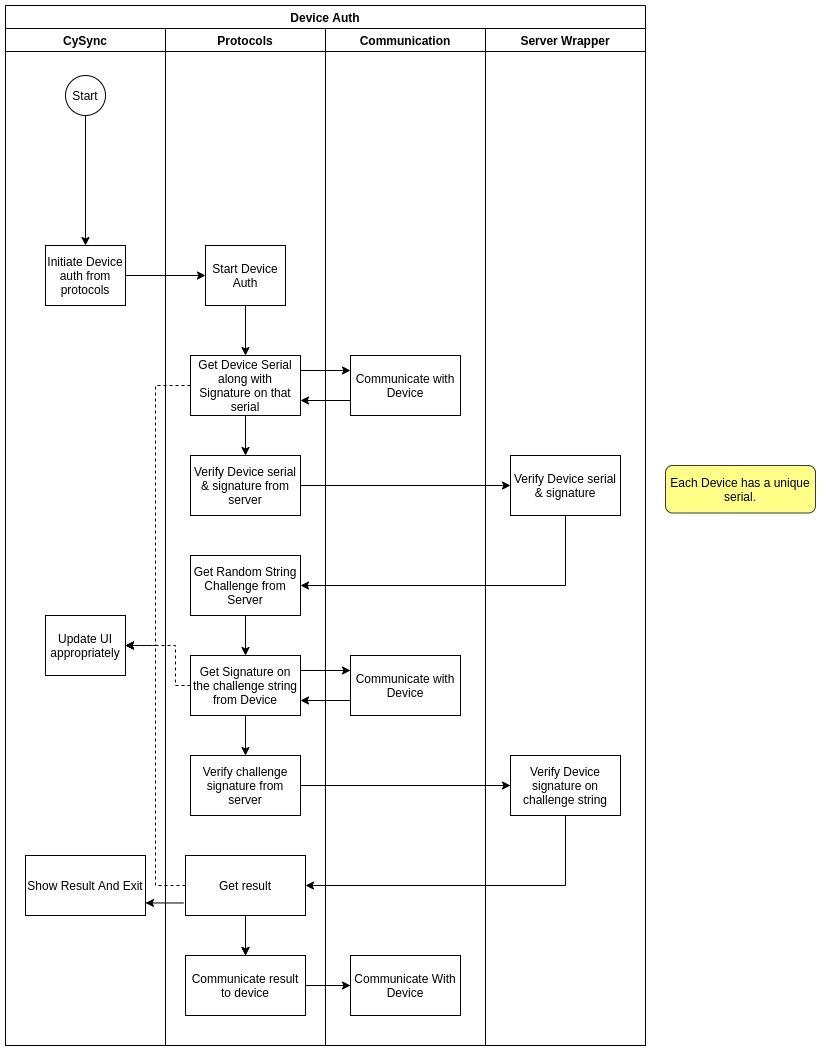 Device Auth
CySync
Protocols
Communication
Server Wrapper
Start
Initiate Device
auth from
protocols
Start Device
Auth
Get Device Serial
along with
Signature on that
serial
Communicate with
Device
Verify Device serial
& signature from
server
Verify Device serial
& signature
Each Device has a unique
serial.
Get Random String
Challenge from
Server
Update UI
appropriately
Get Signature on
the challenge string
from Device
Communicate with
Device
Verify challenge
signature from
server
Verify Device
signature on
challenge string
Show Result And Exit
Get result
Communicate result
to device
Communicate With
Device